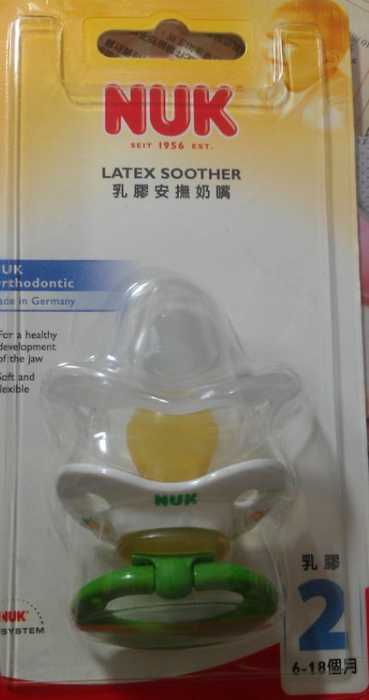 NUK
SEIT 1956 EST.
LATEX SOOTHER
乳膠安撫奶嘴
UK
rthodontic
ade in Germany
For a healthy
development
of the jaw
Soft and
lexible
NUK
乳膠
2
6-18個月
NUK
SYSTEM